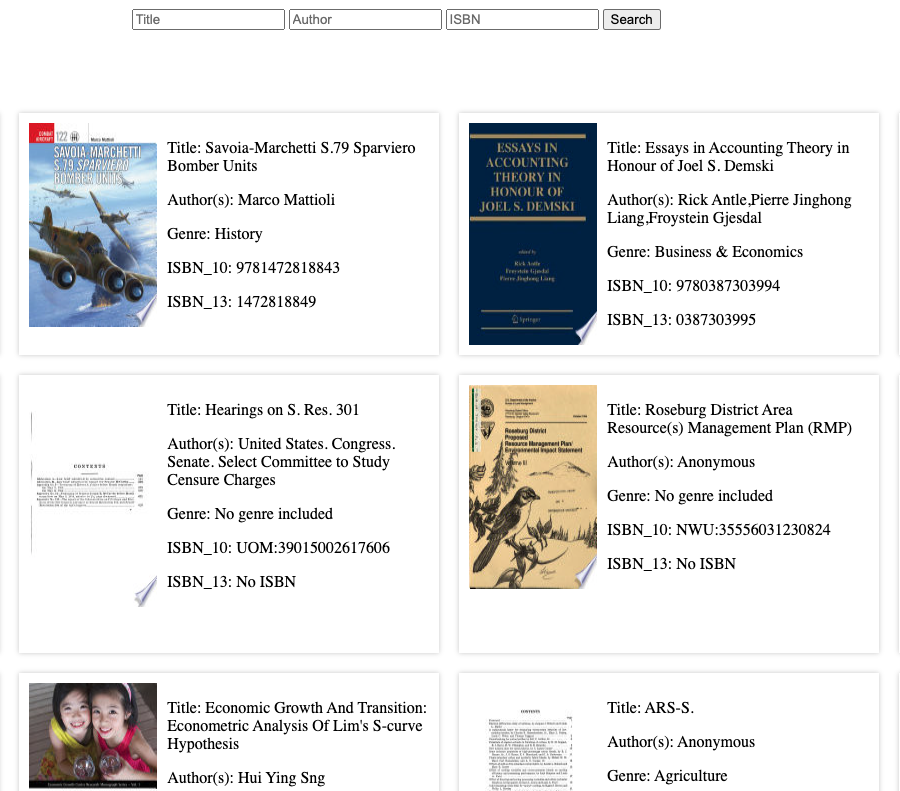 Title Author ISBN Search
COMBAT AIRCRAFT 122 Marco Mattioli
SAVOIA-MARCHETTI
S.79 SPARVIERO
BOMBER UNITS
Title: Savoia-Marchetti S.79 Sparviero
Bomber Units
Author(s): Marco Mattioli
Genre: History
ISBN_10: 9781472818843
ISBN_13: 1472818849
ESSAYS IN
ACCOUNTING
THEORY IN
HONOUR OF
JOEL S. DEMSKI
edited by
Rick Antle
Froystein Gjesdal
Pierre Jinghong Liang
Springer
Title: Essays in Accounting Theory in
Honour of Joel S. Demski
Author(s): Rick Antle,Pierre Jinghong
Liang,Froystein Gjesdal
Genre: Business & Economics
ISBN_10: 9780387303994
ISBN_13: 0387303995
CONTENTS
Title: Hearings on S. Res. 301
Author(s): United States. Congress.
Senate. Select Committee to Study
Censure Charges
Genre: No genre included
ISBN_10: UOM:39015002617606
ISBN_13: No ISBN
Roseburg District
Proposed
Resource Management Plan/
Environmental Impact Statement
Volume III
Title: Roseburg District Area
Resource(s) Management Plan (RMP)
Author(s): Anonymous
Genre: No genre included
ISBN_10: NWU:35556031230824
ISBN_13: No ISBN
Title: Economic Growth And Transition:
Econometric Analysis Of Lim's S-curve
Hypothesis
Author(s): Hui Ying Sng
CONTENTS
Title: ARS-S.
Author(s): Anonymous
Genre: Agriculture